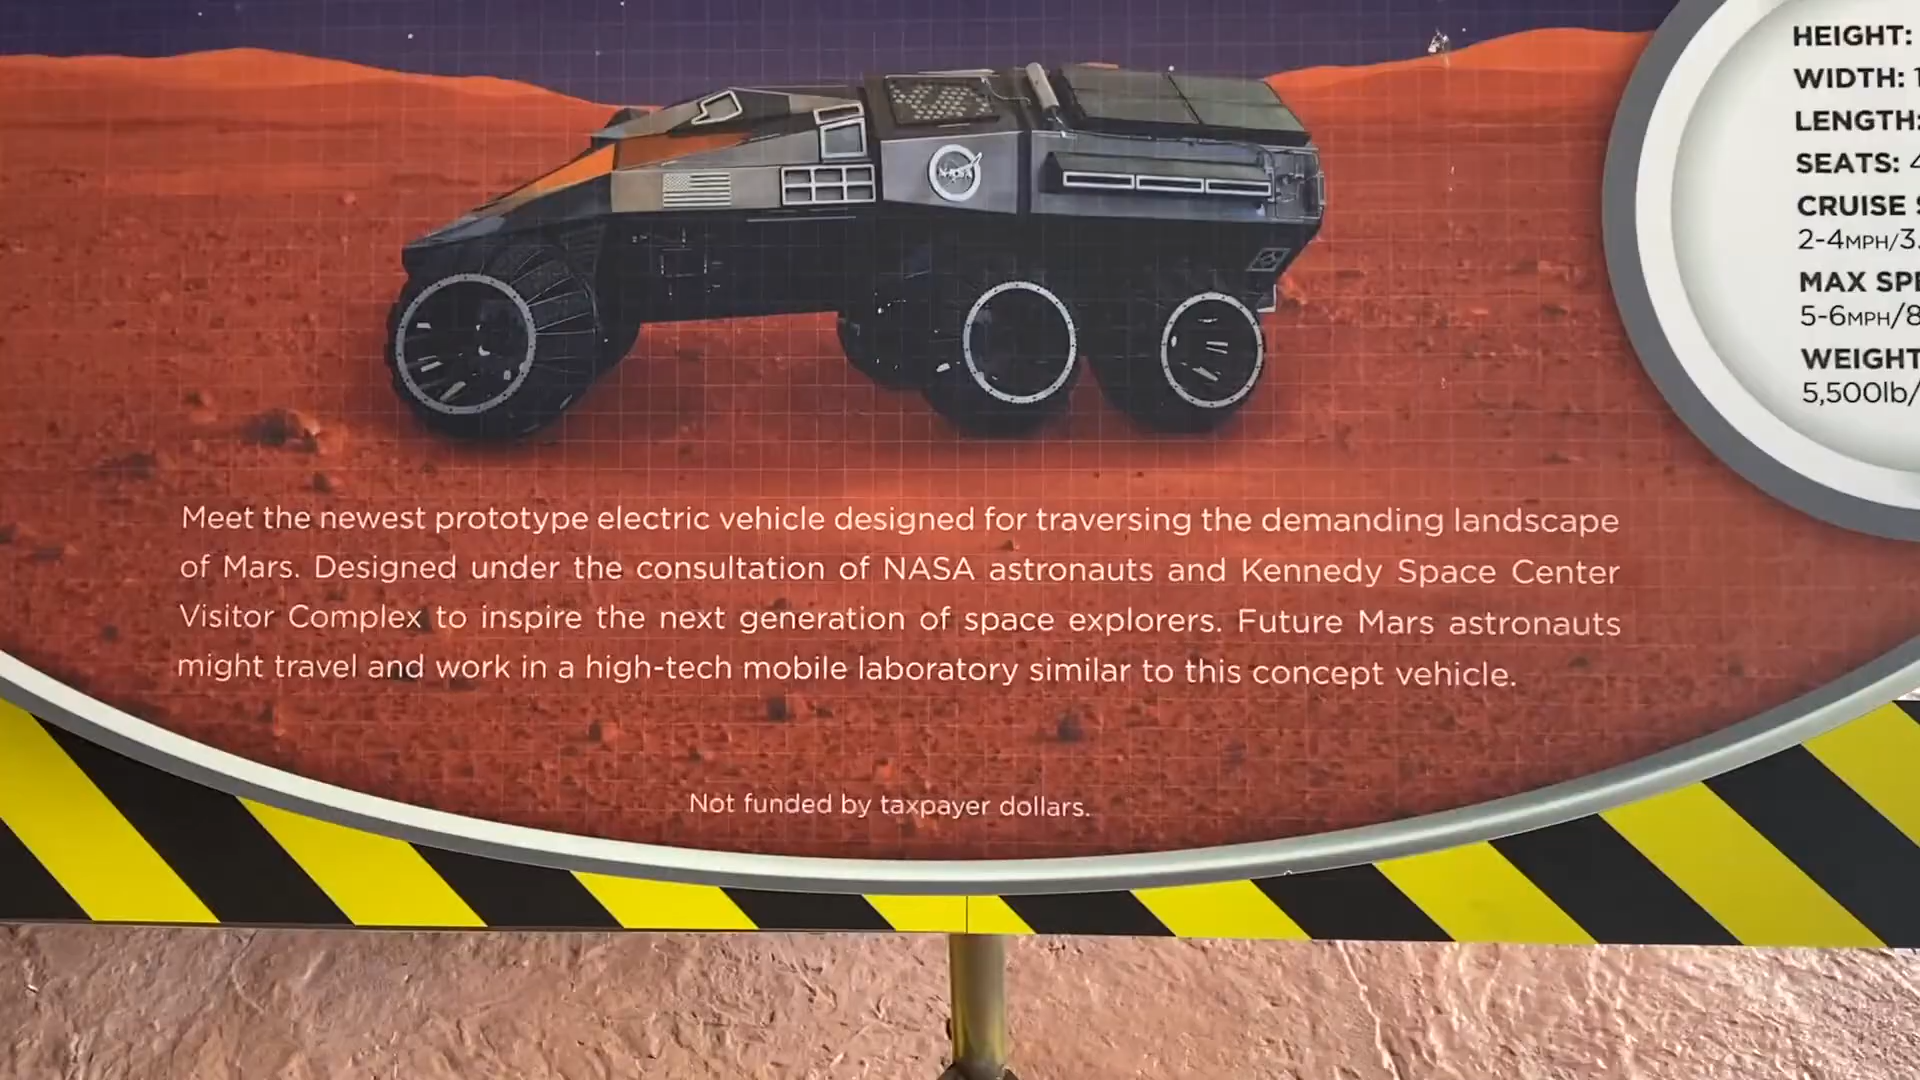 NASA
HEIGHT:
WIDTH: 1
LENGTH:
SEATS: 4
CRUISE
2-4MPH/3.
MAX
5-6MPH/8
WEIGHT
5,500lb/
Meet the newest prototype electric vehicle designed for traversing the demanding landscape
of Mars. Designed under the consultation of NASA astronauts and Kennedy Space Center
Visitor Complex to inspire the next generation of space explorers. Future Mars astronauts
might travel and work in a high-tech mobile laboratory similar to this concept vehicle.
Not funded by taxpayer dollars.